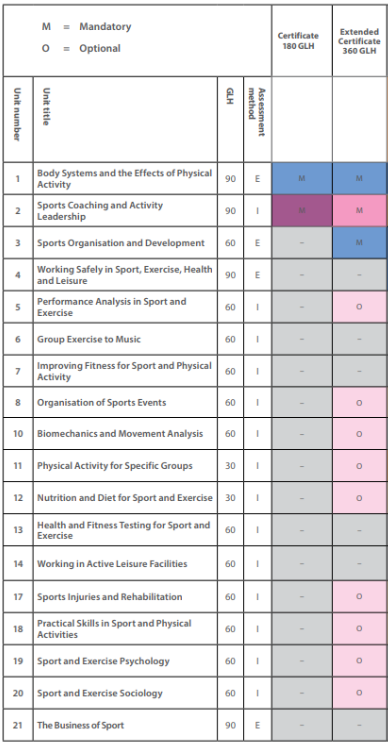 M = Mandatory
O = Optional
Certificate
180 GLH
Extended
Certificate
360 GLH
Unit number
Unit title
GLH
Assessment
method
1 Body Systems and the Effects of Physical
Activity 90 E M M
2 Sports Coaching and Activity
Leadership 90 I M M
3 Sports Organisation and Development 60 E – M
4 Working Safely in Sport, Exercise, Health
and Leisure 90 E – –
5 Performance Analysis in Sport and
Exercise 60 I – O
6 Group Exercise to Music 60 I – –
7 Improving Fitness for Sport and Physical
Activity 60 I – –
8 Organisation of Sports Events 60 I – O
10 Biomechanics and Movement Analysis 60 I – O
11 Physical Activity for Specific Groups 30 I – O
12 Nutrition and Diet for Sport and Exercise 30 I – O
13 Health and Fitness Testing for Sport and
Exercise 60 I – –
14 Working in Active Leisure Facilities 60 I – –
17 Sports Injuries and Rehabilitation 60 I – O
18 Practical Skills in Sport and Physical
Activities 60 I – O
19 Sport and Exercise Psychology 60 I – O
20 Sport and Exercise Sociology 60 I – O
21 The Business of Sport 90 E – –